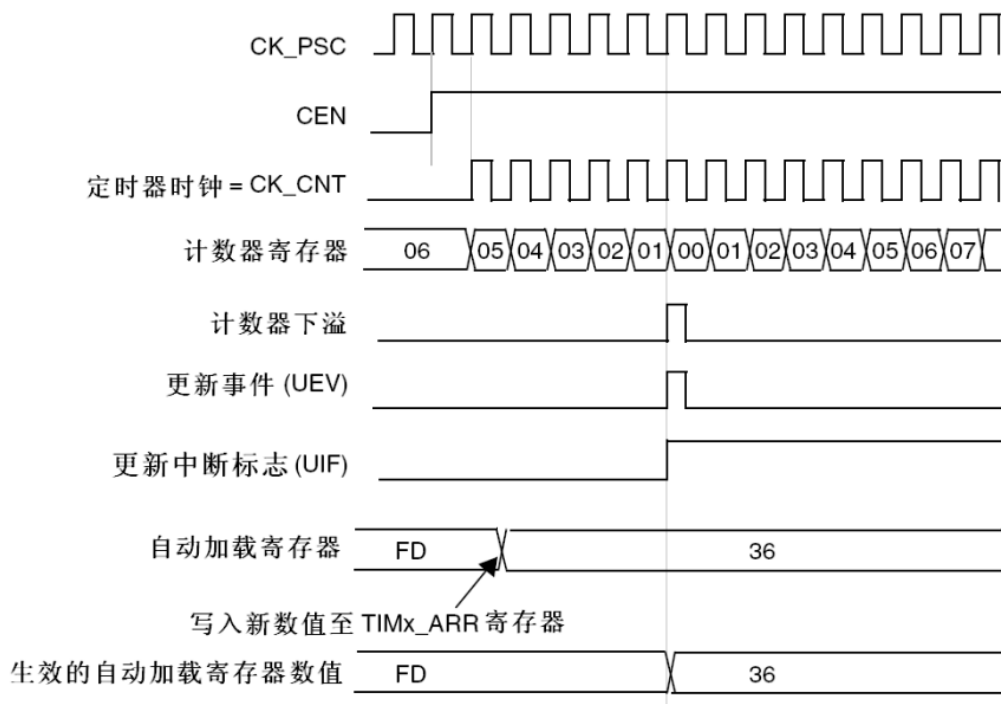 CK_PSC
CEN
定时器时钟 = CK_CNT
计数器寄存器 06 05 04 03 02 01 00 01 02 03 04 05 06 07
计数器下溢
更新事件 (UEV)
更新中断标志 (UIF)
自动加载寄存器 FD 36
写入新数值至 TIMx_ARR 寄存器
生效的自动加载寄存器数值 FD 36